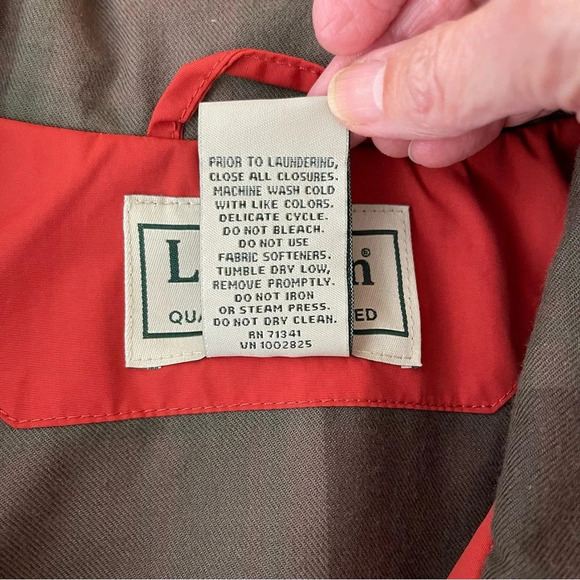 PRIOR TO LAUNDERING,
CLOSE ALL CLOSURES.
MACHINE WASH COLD
WITH LIKE COLORS.
DELICATE CYCLE.
DO NOT BLEACH.
DO NOT USE
FABRIC SOFTENERS.
TUMBLE DRY LOW,
REMOVE PROMPTLY.
DO NOT IRON
OR STEAM PRESS.
DO NOT DRY CLEAN.
RN 71341
VN 1002825